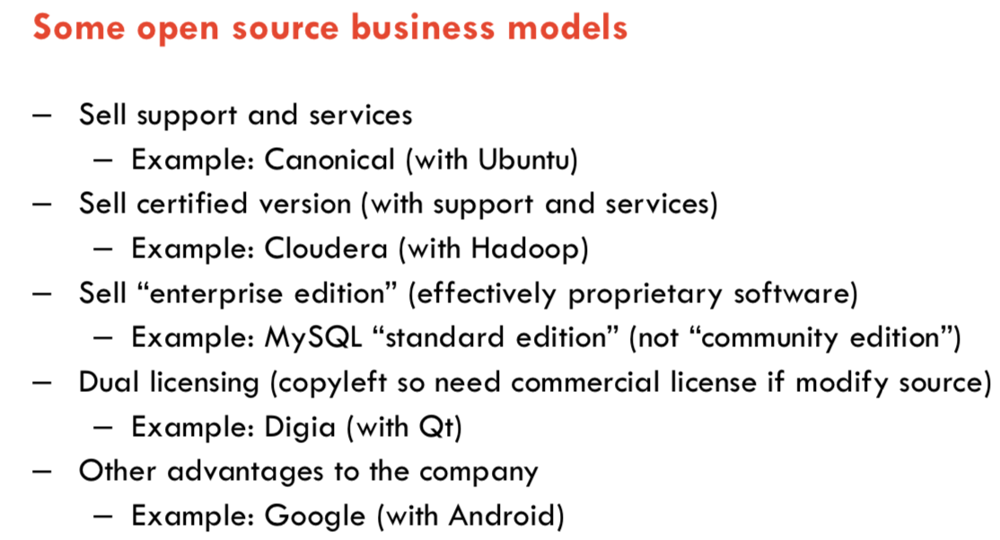 Some open source business models
– Sell support and services
– Example: Canonical (with Ubuntu)
– Sell certified version (with support and services)
– Example: Cloudera (with Hadoop)
– Sell “enterprise edition” (effectively proprietary software)
– Example: MySQL “standard edition” (not “community edition”)
– Dual licensing (copyleft so need commercial license if modify source)
– Example: Digia (with Qt)
– Other advantages to the company
– Example: Google (with Android)